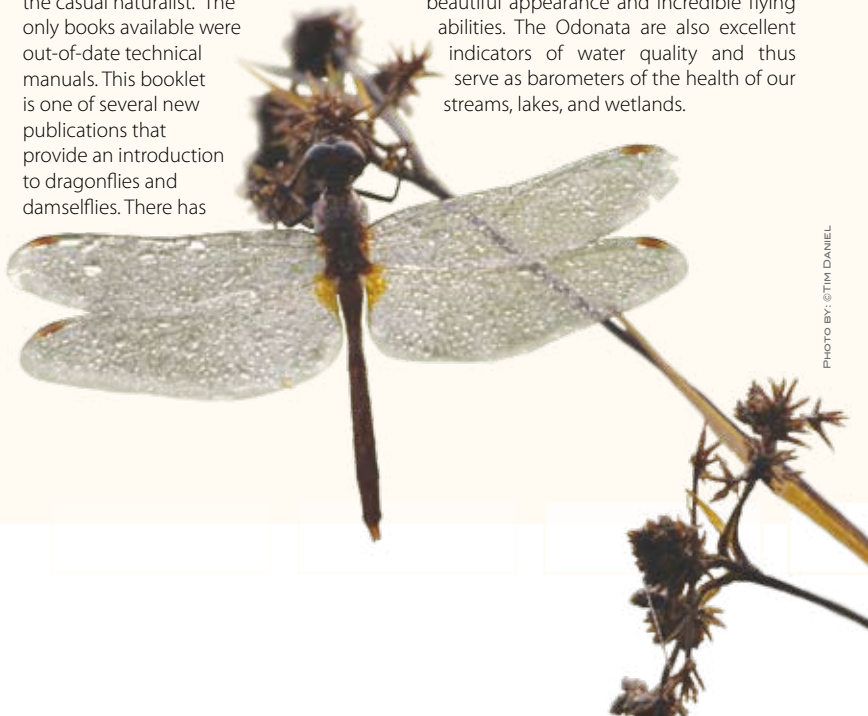 the casual naturalist. The
only books available were
out-of-date technical
manuals. This booklet
is one of several new
publications that
provide an introduction
to dragonflies and
damselflies. There has
beautiful appearance and incredible flying
abilities. The Odonata are also excellent
indicators of water quality and thus
serve as barometers of the health of our
streams, lakes, and wetlands.
PHOTO BY: ©TIM DANIEL